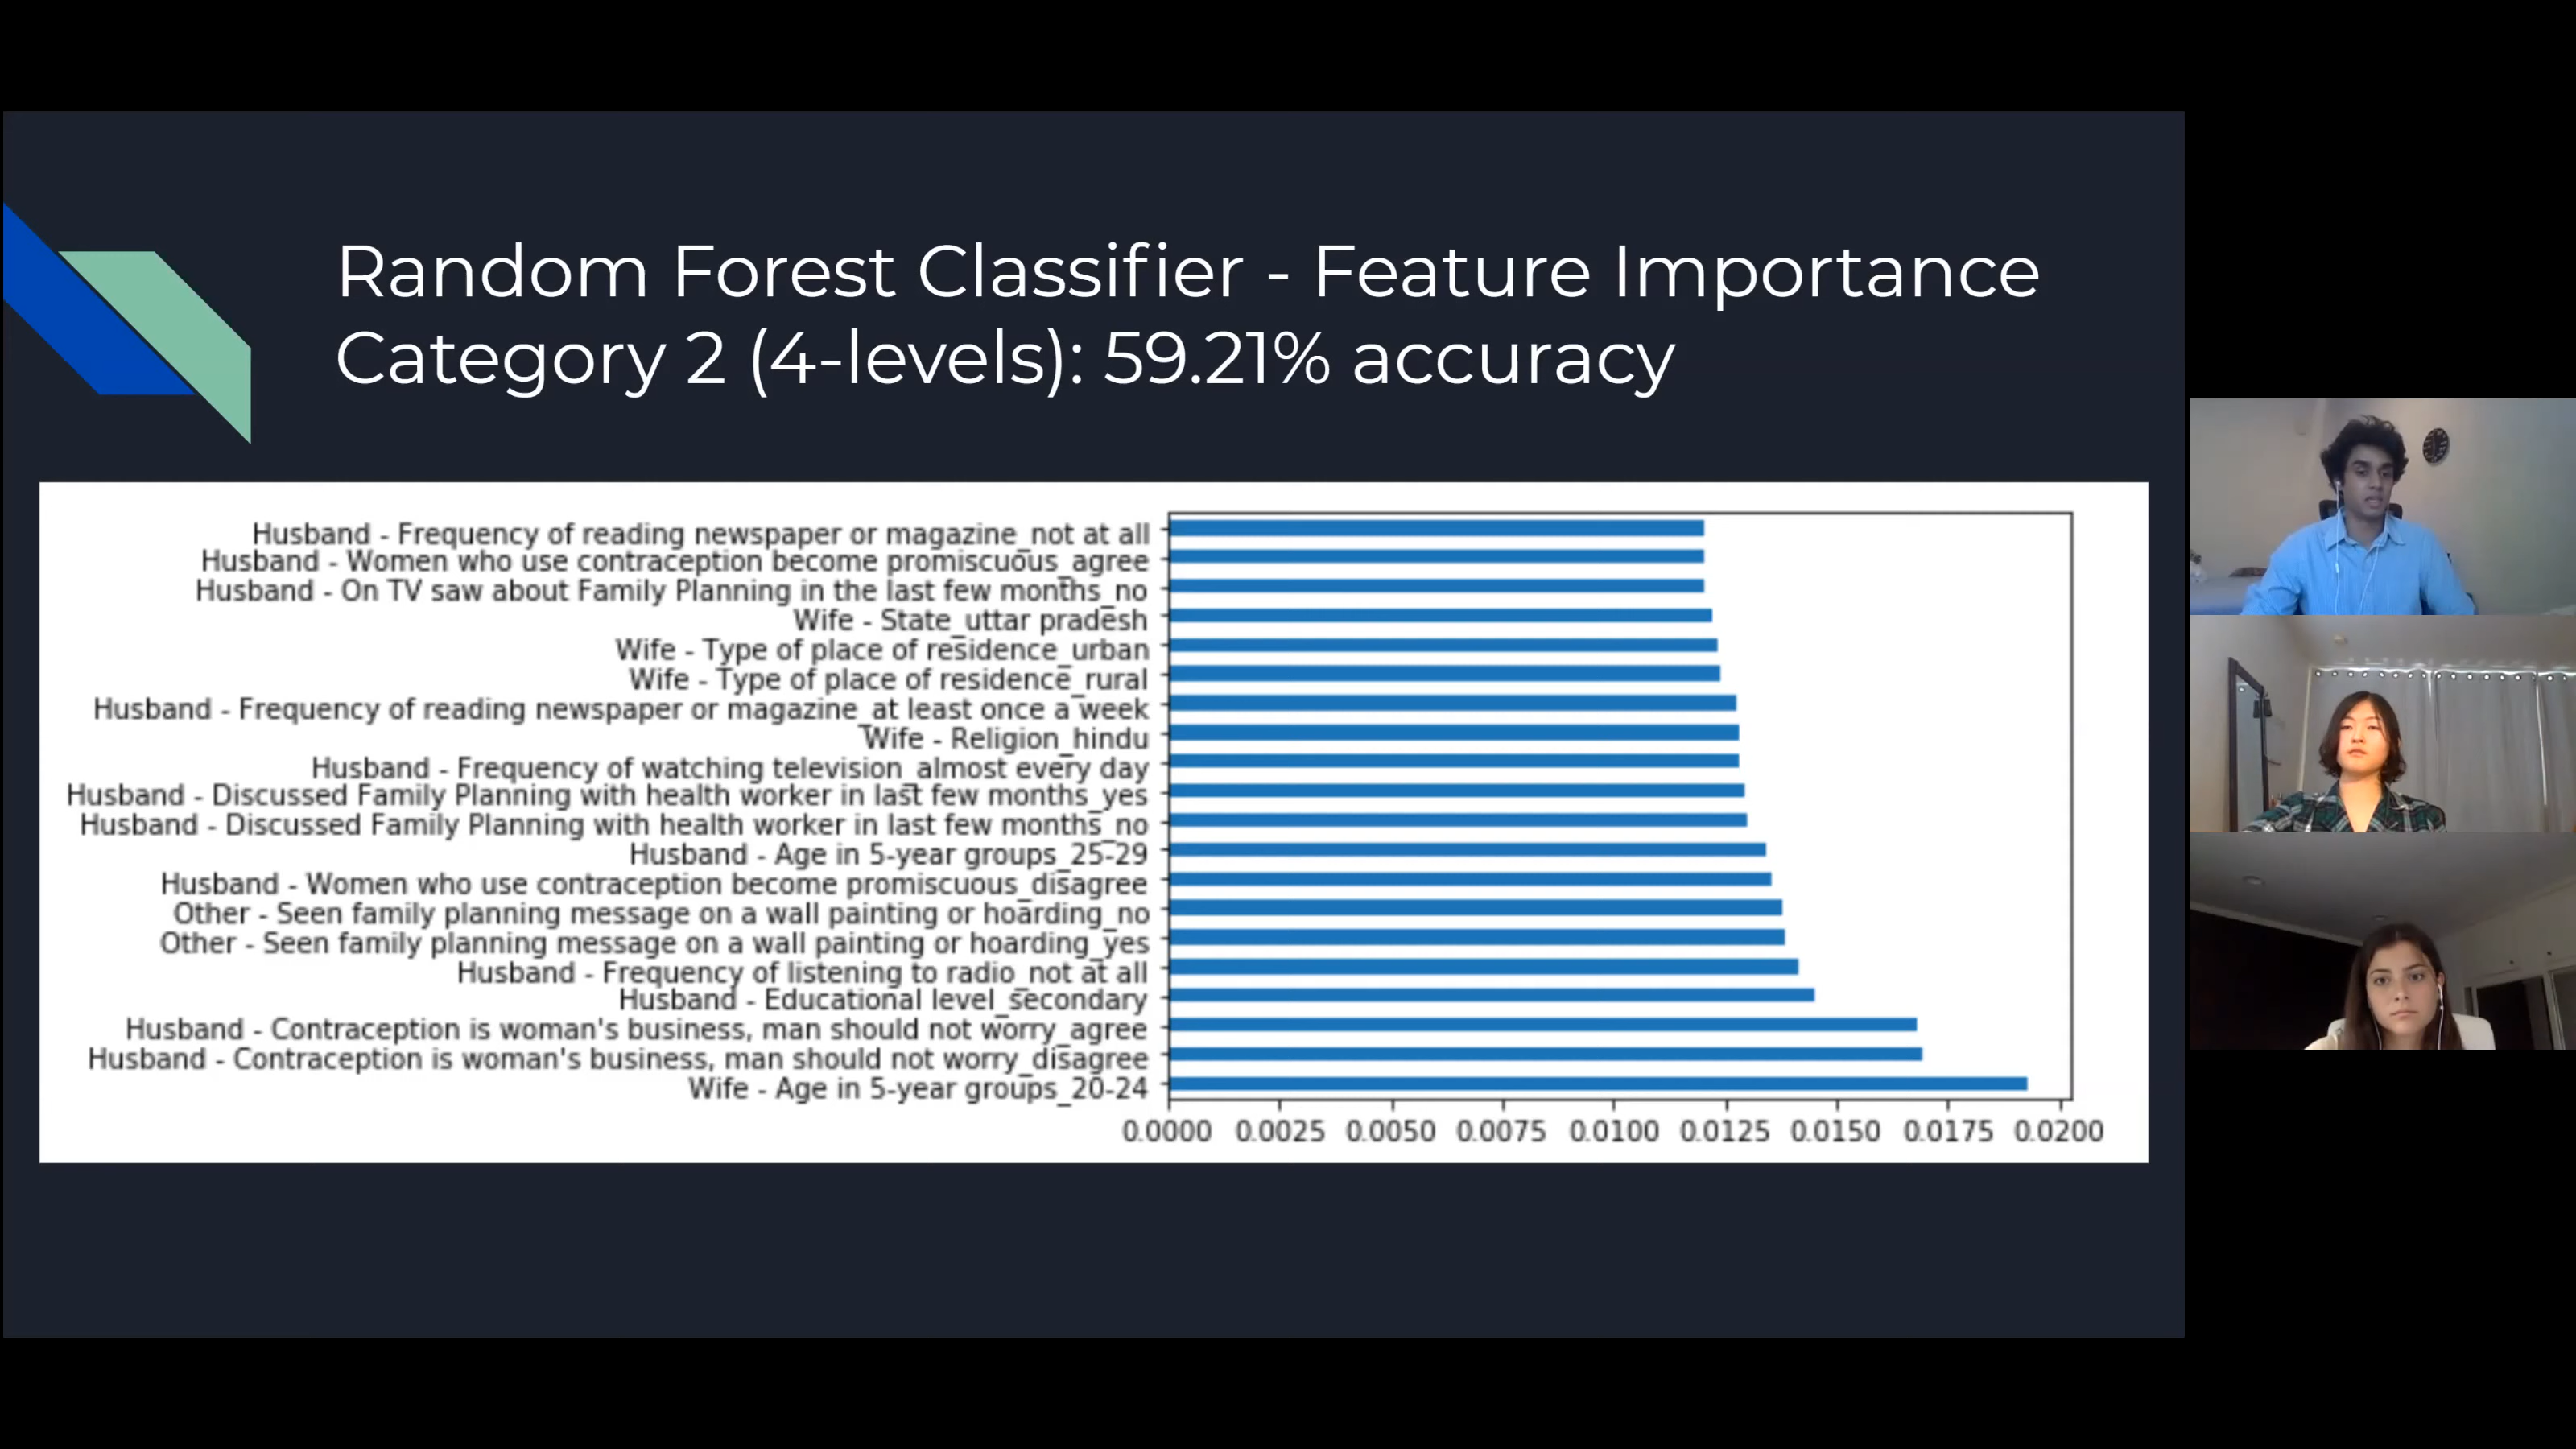 Random Forest Classifier - Feature Importance
Category 2 (4-levels): 59.21% accuracy
Husband - Frequency of reading newspaper or magazine_not at all
Husband - Women who use contraception become promiscuous_agree
Husband - On TV saw about Family Planning in the last few months_no
Wife - State_uttar pradesh
Wife - Type of place of residence_urban
Wife - Type of place of residence_rural
Husband - Frequency of reading newspaper or magazine_at least once a week
Wife - Religion_hindu
Husband - Frequency of watching television_almost every day
Husband - Discussed Family Planning with health worker in last few months_yes
Husband - Discussed Family Planning with health worker in last few months_no
Husband - Age in 5-year groups_25-29
Husband - Women who use contraception become promiscuous_disagree
Other - Seen family planning message on a wall painting or hoarding_no
Other - Seen family planning message on a wall painting or hoarding_yes
Husband - Frequency of listening to radio_not at all
Husband - Educational level_secondary
Husband - Contraception is woman's business, man should not worry_agree
Husband - Contraception is woman's business, man should not worry_disagree
Wife - Age in 5-year groups_20-24
0.0000 0.0025 0.0050 0.0075 0.0100 0.0125 0.0150 0.0175 0.0200